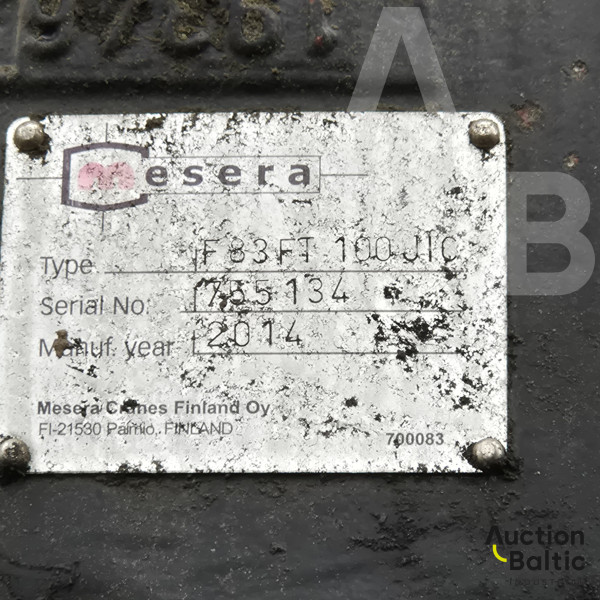 mesera
Type F83FT 100 JIC
Serial No. 755134
Manuf. year 2014
Mesera Cranes Finland Oy
FI-21530 Paimio, FINLAND
700083
AB
Auction
Baltic